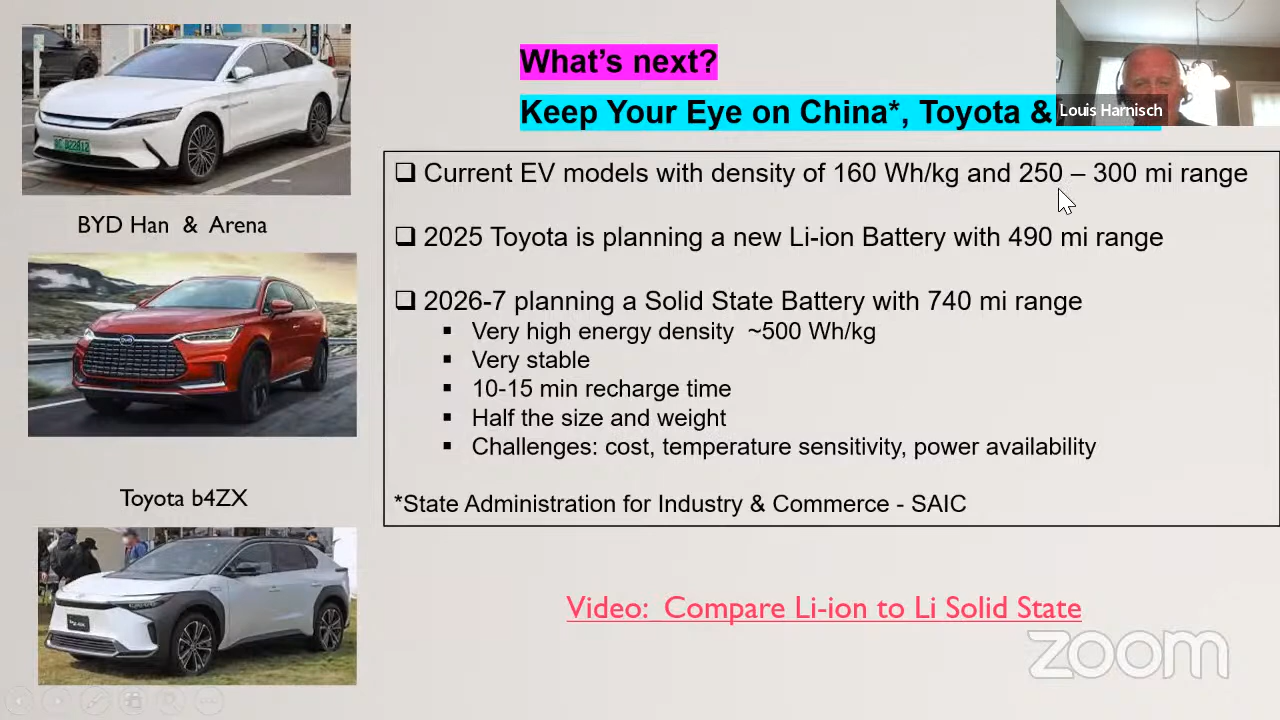 What's next?
Keep Your Eye on China*, Toyota &
Louis Harnisch
❑ Current EV models with density of 160 Wh/kg and 250 – 300 mi range
BYD Han & Arena
❑ 2025 Toyota is planning a new Li-ion Battery with 490 mi range
❑ 2026-7 planning a Solid State Battery with 740 mi range
▪ Very high energy density ~500 Wh/kg
▪ Very stable
▪ 10-15 min recharge time
▪ Half the size and weight
▪ Challenges: cost, temperature sensitivity, power availability
Toyota b4ZX
*State Administration for Industry & Commerce - SAIC
Video: Compare Li-ion to Li Solid State
zoom